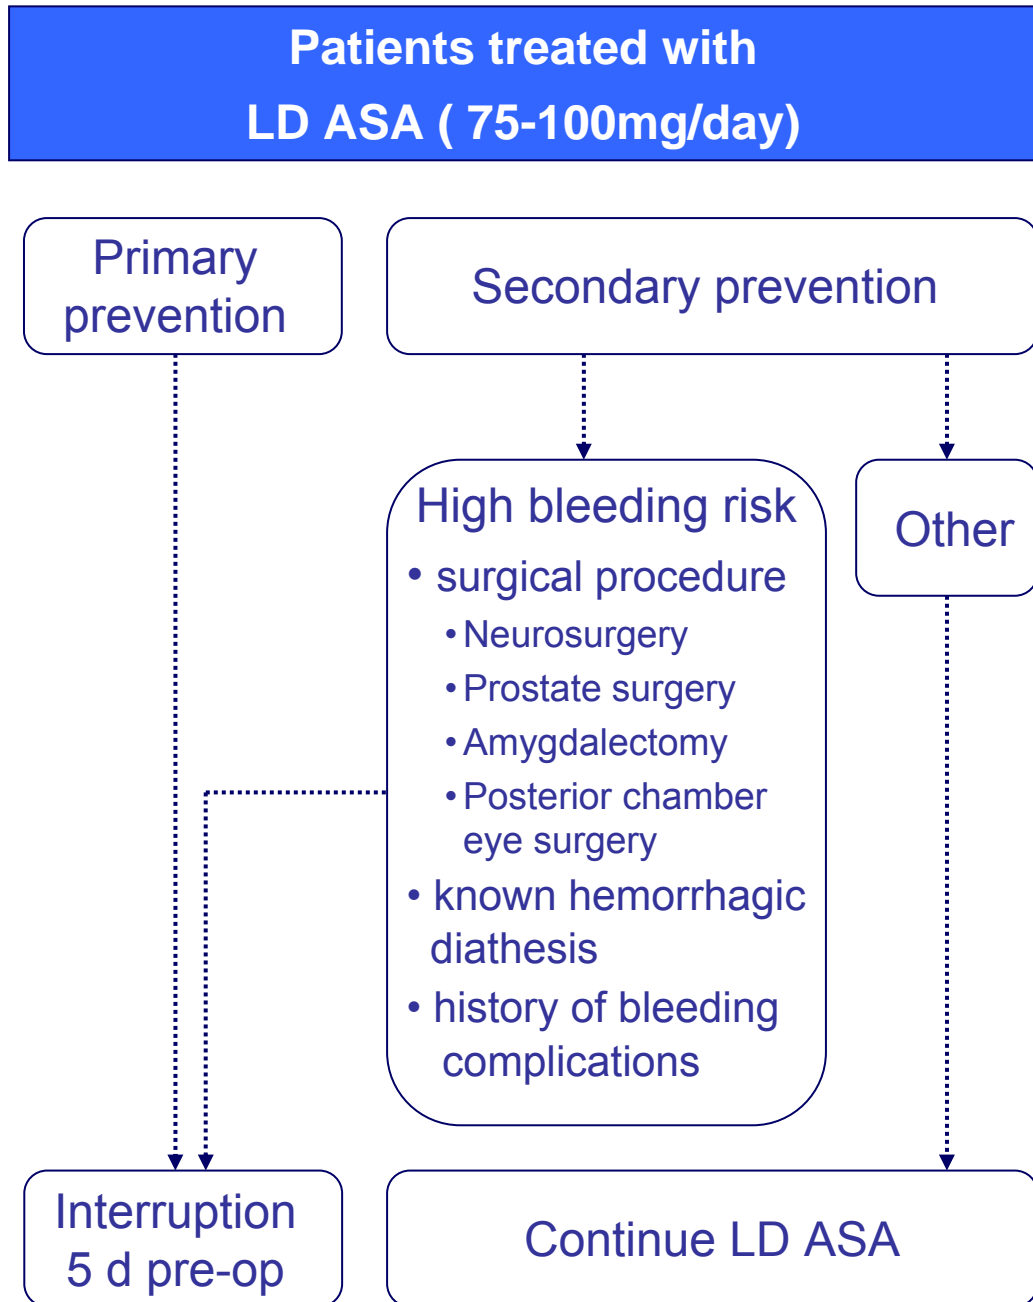 Patients treated with
LD ASA ( 75-100mg/day)
Primary
prevention
Secondary prevention
High bleeding risk
• surgical procedure
• Neurosurgery
• Prostate surgery
• Amygdalectomy
• Posterior chamber
eye surgery
• known hemorrhagic
diathesis
• history of bleeding
complications
Other
Interruption
5 d pre-op
Continue LD ASA